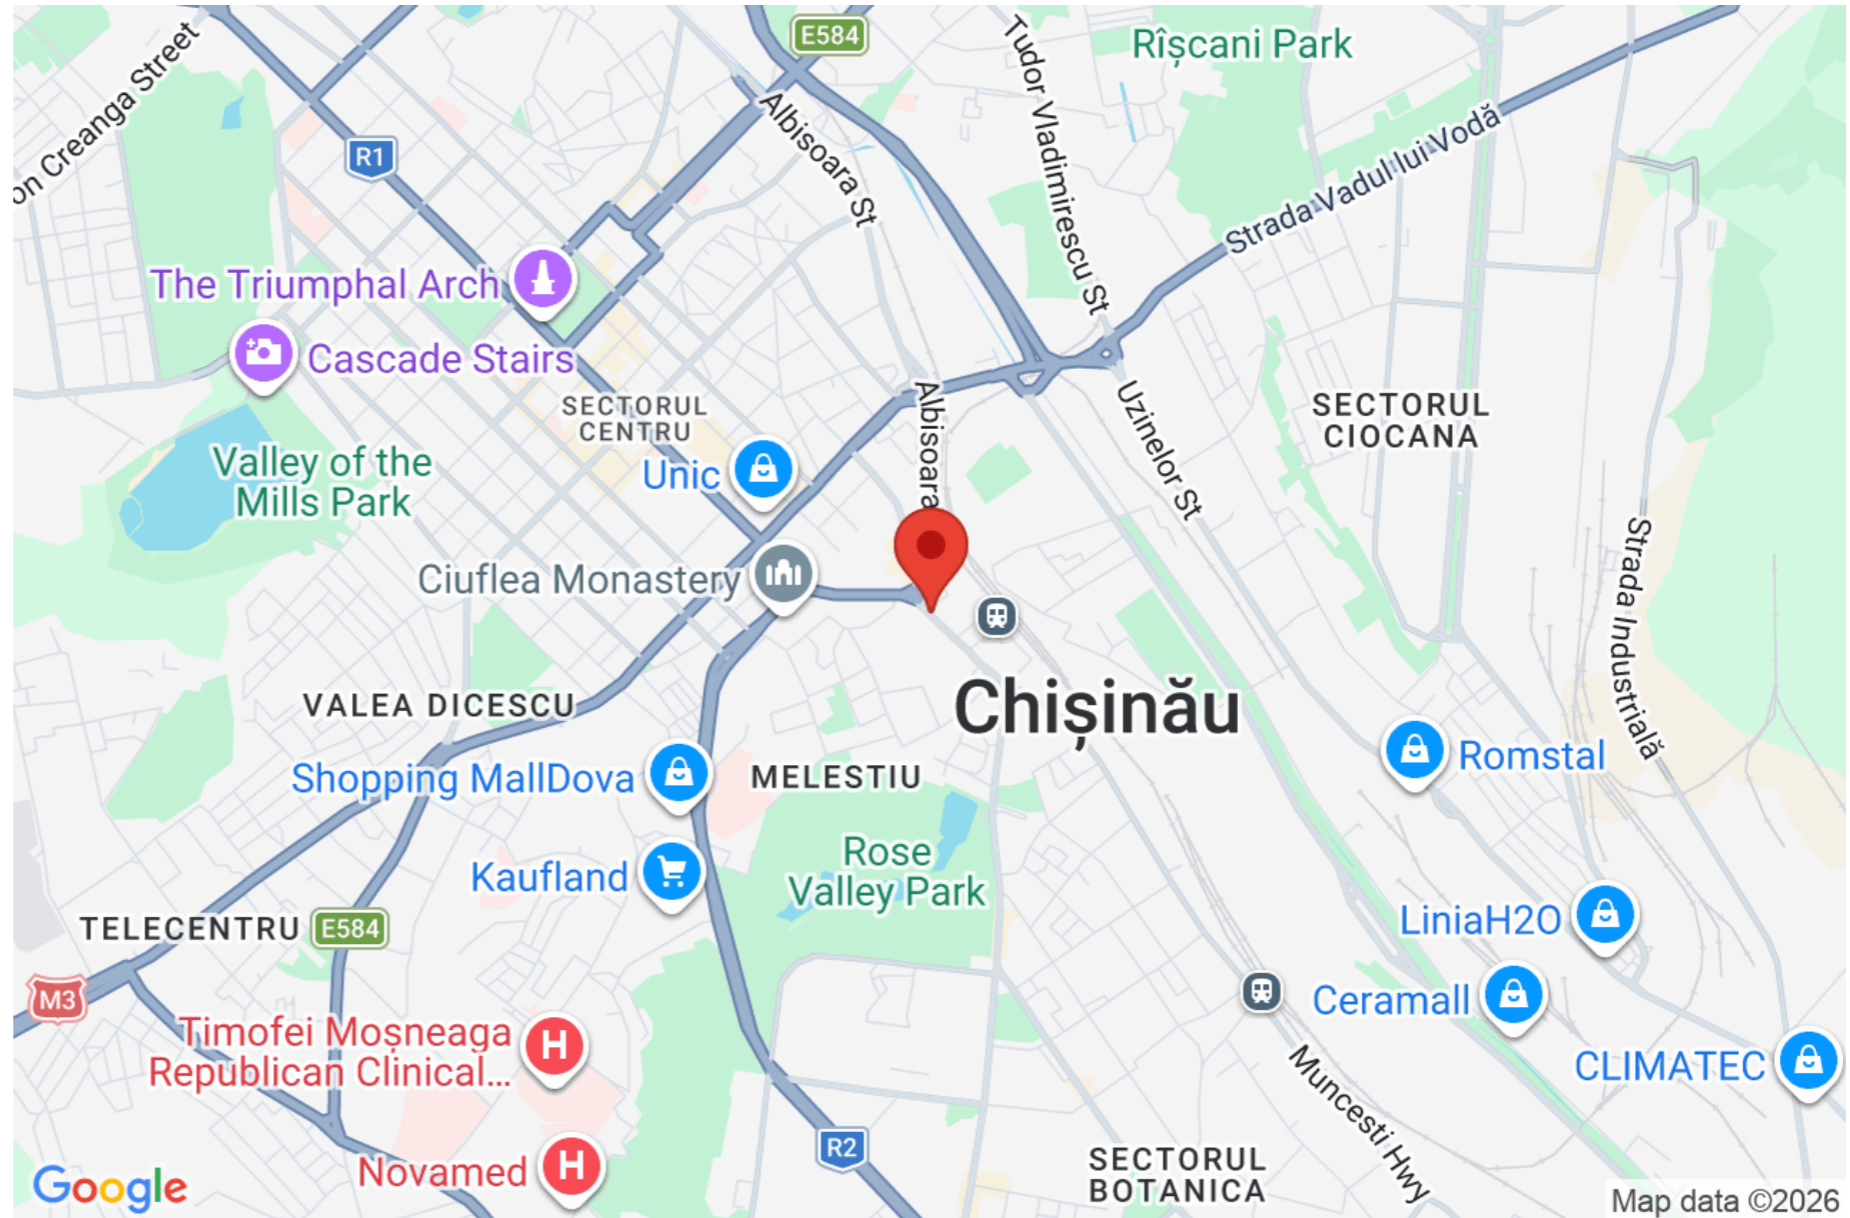 E584
Rîșcani Park
on Creanga Street
R1
Albisoara St
Tudor Vladimirescu St
Strada Vadul lui Vodă
The Triumphal Arch
Cascade Stairs
SECTORUL
CENTRU
Albisoara
Uzinelor St
SECTORUL
CIOCANA
Valley of the
Mills Park
Unic
Ciuflea Monastery
Strada Industrială
VALEA DICESCU
Chișinău
Shopping MallDova
MELESTIU
Romstal
Rose
Valley Park
Kaufland
TELECENTRU
E584
LiniaH2O
M3
Ceramall
Timofei Moșneaga
Republican Clinical...
H
CLIMATEC
Muncesti Hwy
R2
Novamed
H
SECTORUL
BOTANICA
Google
Map data ©2026